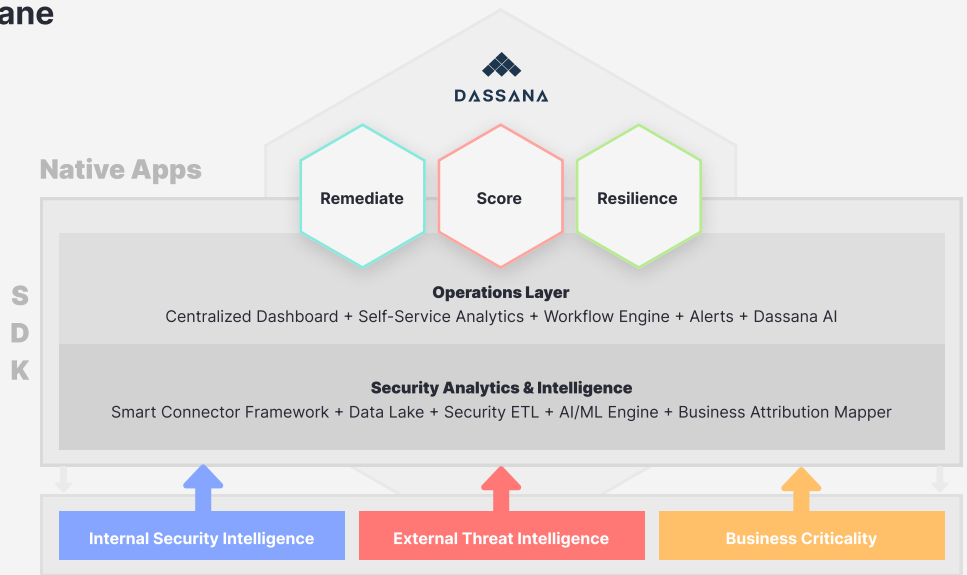 ane
DASSANA
Native Apps
Remediate
Score
Resilience
S
D
K
Operations Layer
Centralized Dashboard + Self-Service Analytics + Workflow Engine + Alerts + Dassana AI
Security Analytics & Intelligence
Smart Connector Framework + Data Lake + Security ETL + AI/ML Engine + Business Attribution Mapper
Internal Security Intelligence
External Threat Intelligence
Business Criticality